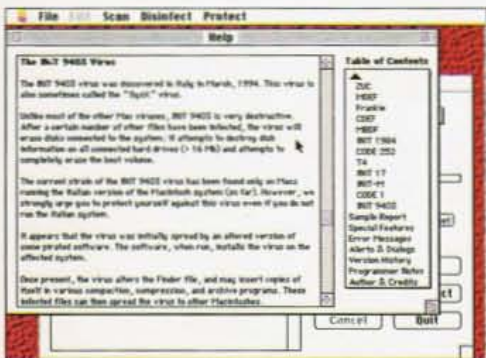 File Edit Scan Disinfect Protect
Help
The INIT 9403 Virus
The INIT 9403 virus was discovered in Italy in March, 1994. This virus is
also sometimes called the "SysX" virus.
Unlike most of the other Mac viruses, INIT 9403 is very destructive.
After a certain number of other files have been infected, the virus will
erase disks connected to the system. It attempts to destroy disk
information on all connected hard drives (> 16 Mb) and attempts to
completely erase the boot volume.
The current strain of the INIT 9403 virus has been found only on Macs
running the Italian version of the Macintosh system (so far). However, we
strongly urge you to protect yourself against this virus even if you do not
run the Italian system.
It appears that the virus was initially spread by an altered version of
some pirated software. The software, when run, installs the virus on the
affected system.
Once present, the virus alters the Finder file, and may insert copies of
itself in various compaction, compression, and archive programs. These
infected files can then spread the virus to other Macintoshes.
Table of Contents
ZUC
MDEF
Frankie
CDEF
MBDF
INIT 1984
CODE 252
T4
INIT 17
INIT-M
CODE 1
INIT 9403
Sample Report
Special Features
Error Messages
Alerts & Dialogs
Version History
Programmer Notes
Author & Credits
Cancel
Quit